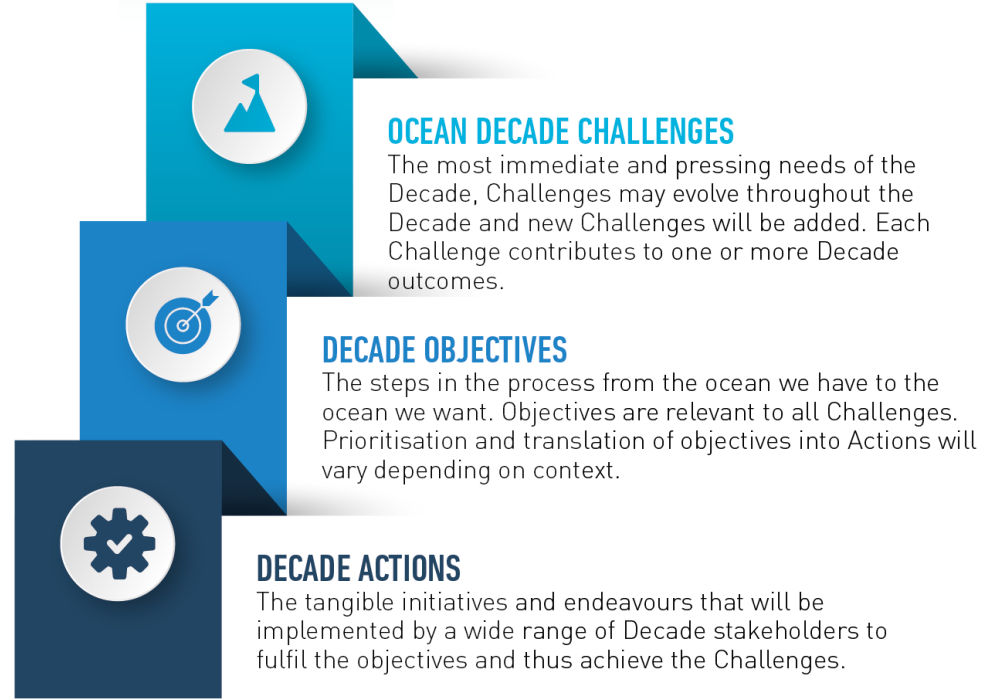 OCEAN DECADE CHALLENGES
The most immediate and pressing needs of the
Decade, Challenges may evolve throughout the
Decade and new Challenges will be added. Each
Challenge contributes to one or more Decade
outcomes.
DECADE OBJECTIVES
The steps in the process from the ocean we have to the
ocean we want. Objectives are relevant to all Challenges.
Prioritisation and translation of objectives into Actions will
vary depending on context.
DECADE ACTIONS
The tangible initiatives and endeavours that will be
implemented by a wide range of Decade stakeholders to
fulfil the objectives and thus achieve the Challenges.